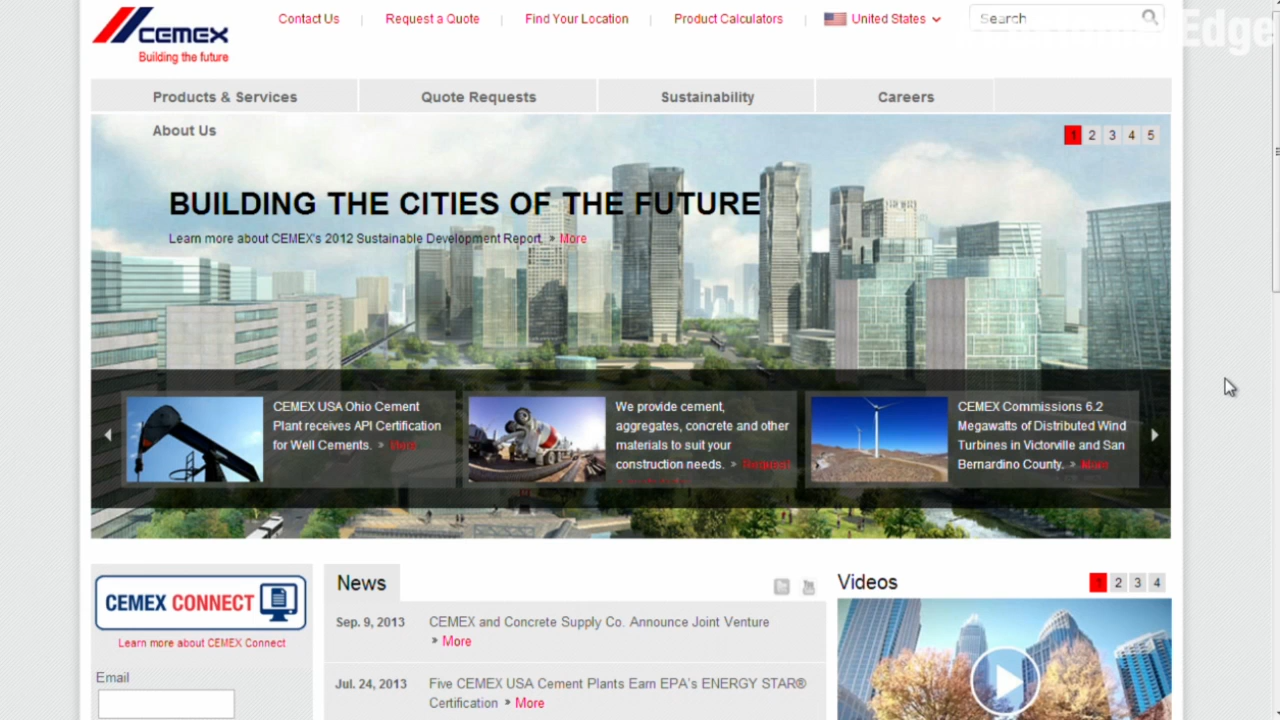 CEMEX
Building the future
Contact Us
Request a Quote
Find Your Location
Product Calculators
United States
Search
Edge
Products & Services
Quote Requests
Sustainability
Careers
About Us
1 2 3 4 5
BUILDING THE CITIES OF THE FUTURE
Learn more about CEMEX's 2012 Sustainable Development Report. » More
CEMEX USA Ohio Cement
Plant receives API Certification
for Well Cements. » More
We provide cement,
aggregates, concrete and other
materials to suit your
construction needs. » Request
CEMEX Commissions 6.2
Megawatts of Distributed Wind
Turbines in Victorville and San
Bernardino County. » More
CEMEX CONNECT
Learn more about CEMEX Connect
Email
News
Sep. 9, 2013
CEMEX and Concrete Supply Co. Announce Joint Venture
» More
Jul. 24, 2013
Five CEMEX USA Cement Plants Earn EPA's ENERGY STAR®
Certification » More
Videos
1 2 3 4